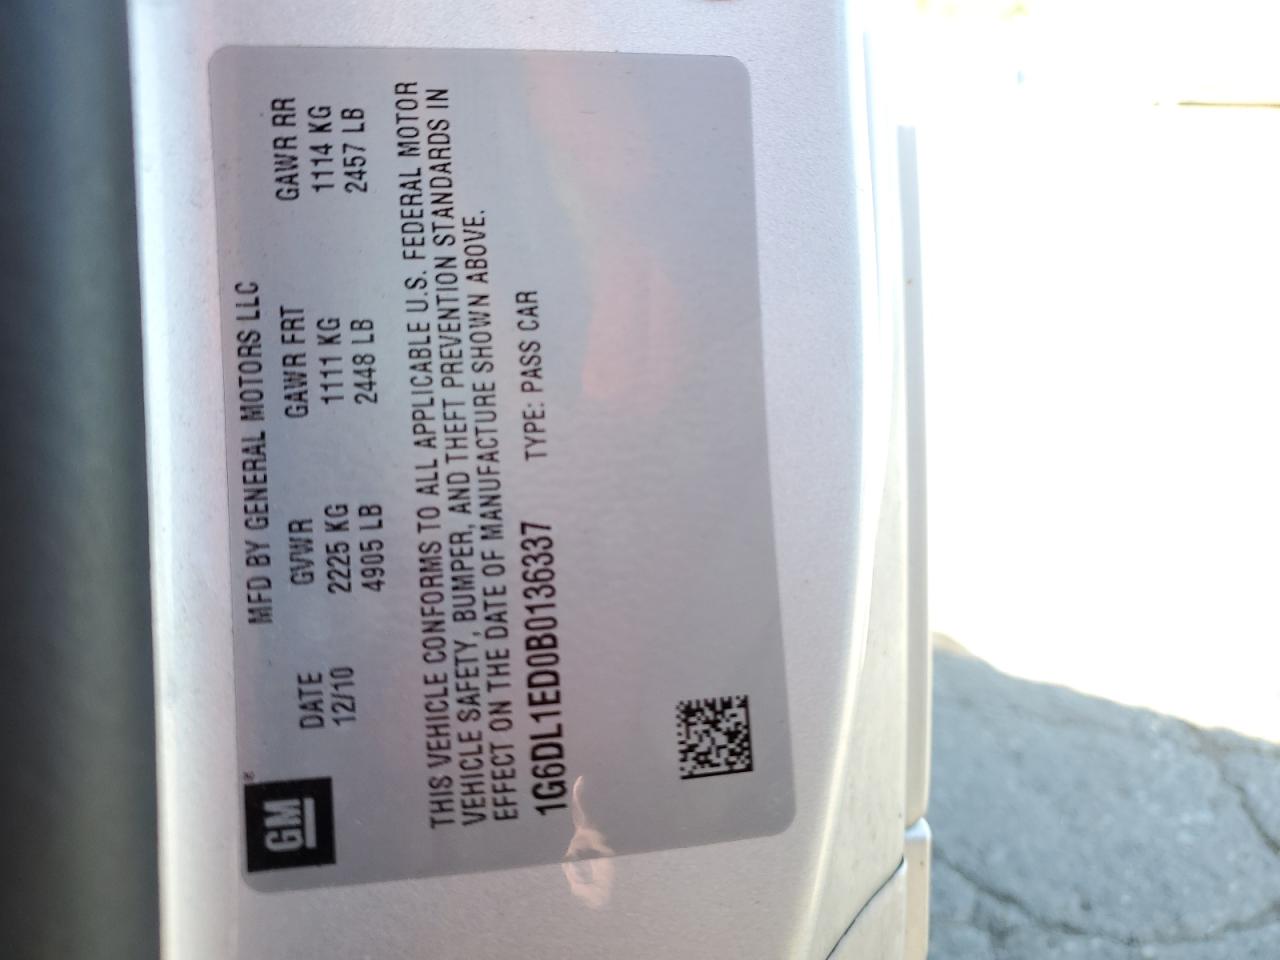 GM ®
MFD BY GENERAL MOTORS LLC
DATE GVWR GAWR FRT GAWR RR
12/10 2225 KG 1111 KG 1114 KG
4905 LB 2448 LB 2457 LB
THIS VEHICLE CONFORMS TO ALL APPLICABLE U.S. FEDERAL MOTOR
VEHICLE SAFETY, BUMPER, AND THEFT PREVENTION STANDARDS IN
EFFECT ON THE DATE OF MANUFACTURE SHOWN ABOVE.
1G6DL1ED0B0136337 TYPE: PASS CAR